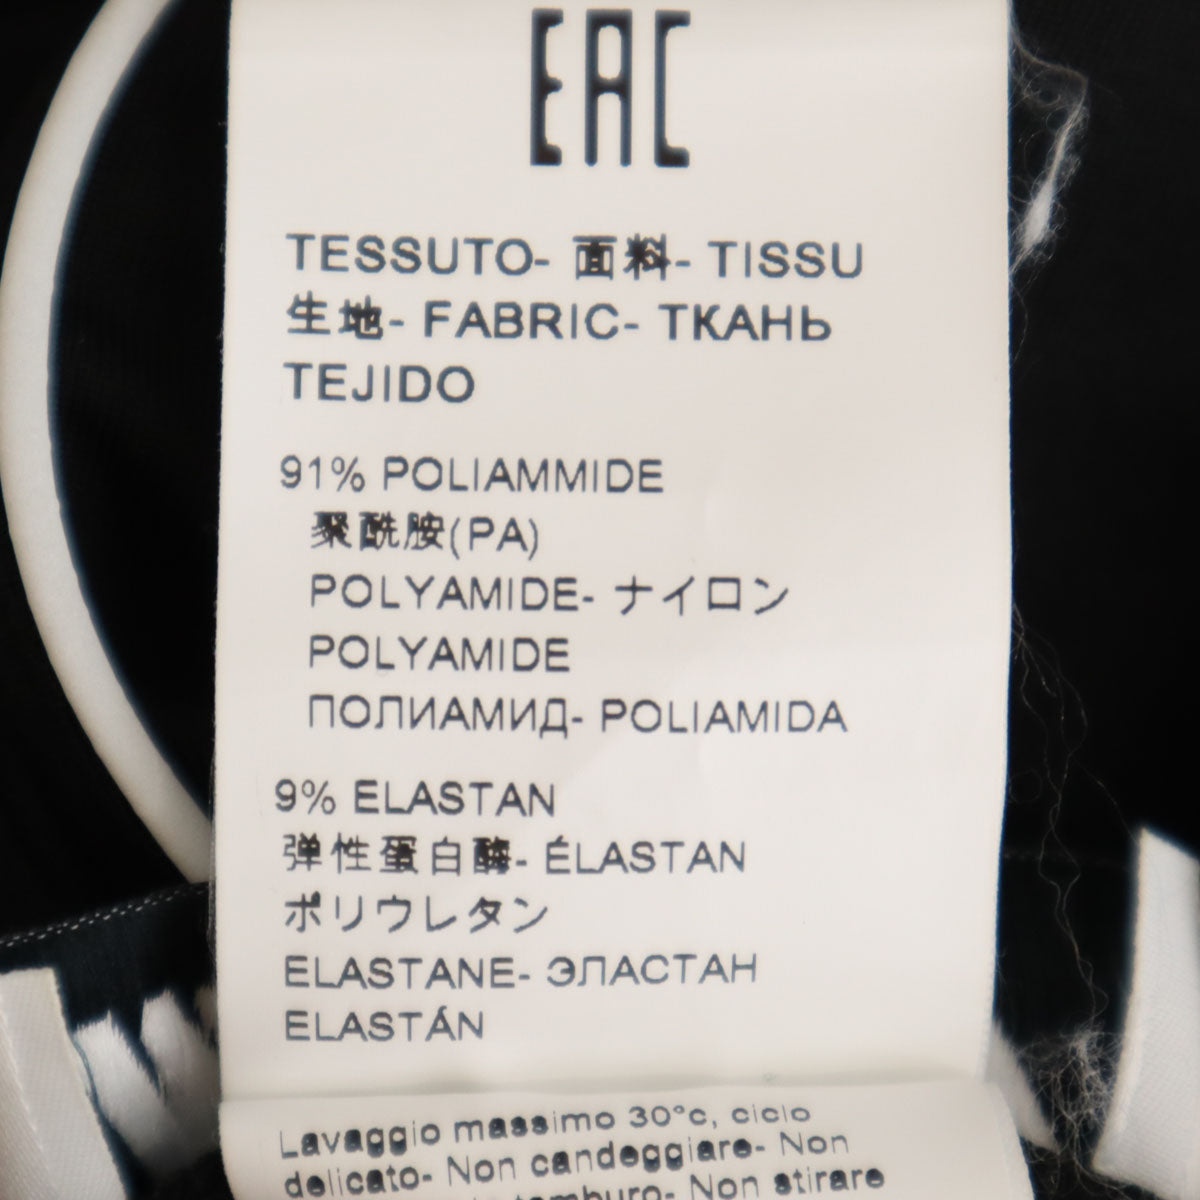 EAC
TESSUTO- 面料- TISSU
生地- FABRIC- ТКАНЬ
TEJIDO
91% POLIAMMIDE
聚酰胺(PA)
POLYAMIDE- ナイロン
POLYAMIDE
ПОЛИАМИД- POLIAMIDA
9% ELASTAN
弹性蛋白酶- ÉLASTAN
ポリウレタン
ELASTANE- ЭЛАСТАН
ELASTÁN
Lavaggio massimo 30°c, ciclo
delicato- Non candeggiare- Non
tamburo- Non stirare